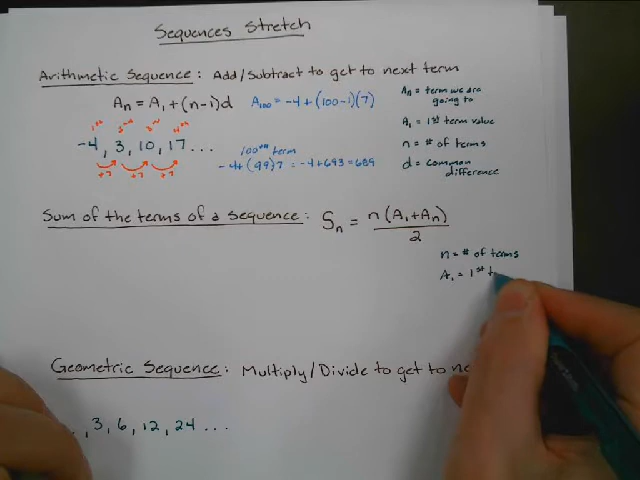 Sequences Stretch
Arithmetic Sequence: Add/Subtract to get to next term
An = A1 + (n-1)d
A100 = -4 + (100-1)(7)
An = term we are
going to
A1 = 1st term value
n = # of terms
d = common
difference
1st 2nd 3rd 4th
-4, 3, 10, 17...
+7 +7 +7
100th term
-4+(99)7 = -4+693 = 689
Sum of the terms of a sequence: Sn = n(A1+An)
2
n = # of terms
A1 = 1st t
Geometric Sequence: Multiply/Divide to get to ne
, 3, 6, 12, 24 ...